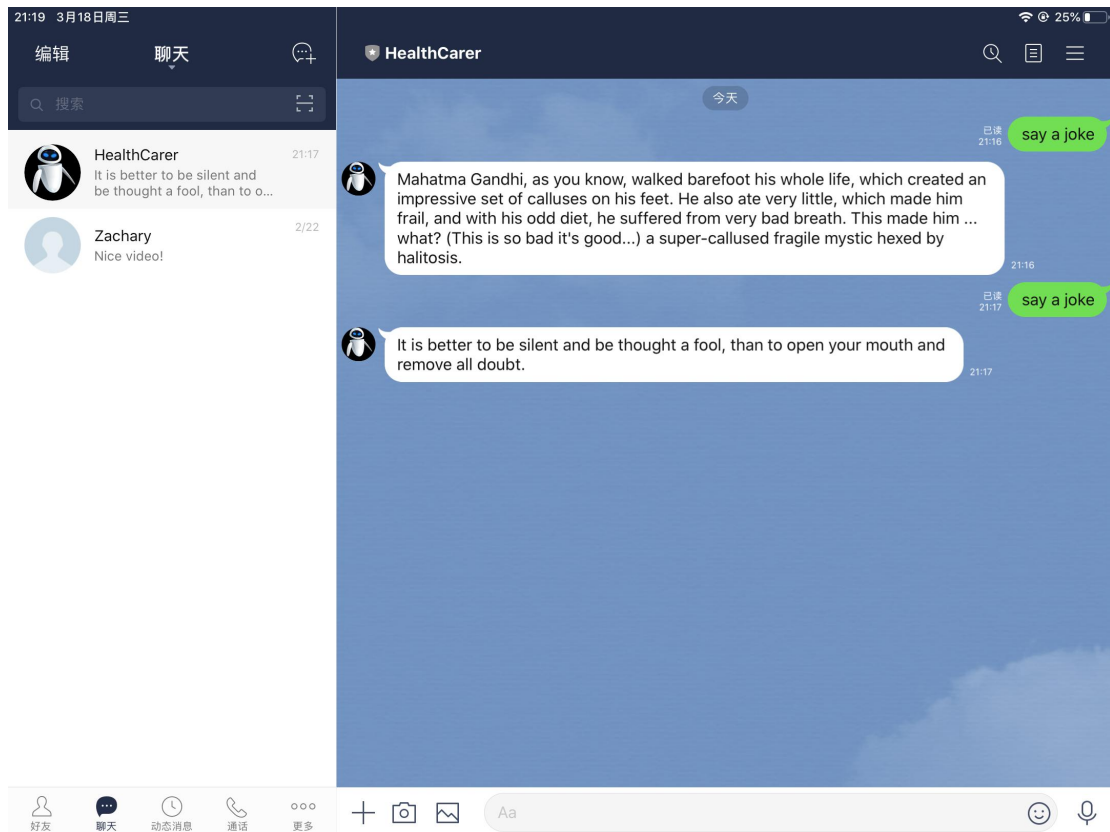 21:19 3月18日周三
25%
编辑
聊天
搜索
HealthCarer
21:17
It is better to be silent and
be thought a fool, than to o...
Zachary
2/22
Nice video!
好友
聊天
动态消息
通话
更多
HealthCarer
今天
已读
21:16
say a joke
Mahatma Gandhi, as you know, walked barefoot his whole life, which created an
impressive set of calluses on his feet. He also ate very little, which made him
frail, and with his odd diet, he suffered from very bad breath. This made him ...
what? (This is so bad it's good...) a super-callused fragile mystic hexed by
halitosis.
21:16
已读
21:17
say a joke
It is better to be silent and be thought a fool, than to open your mouth and
remove all doubt.
21:17
Aa